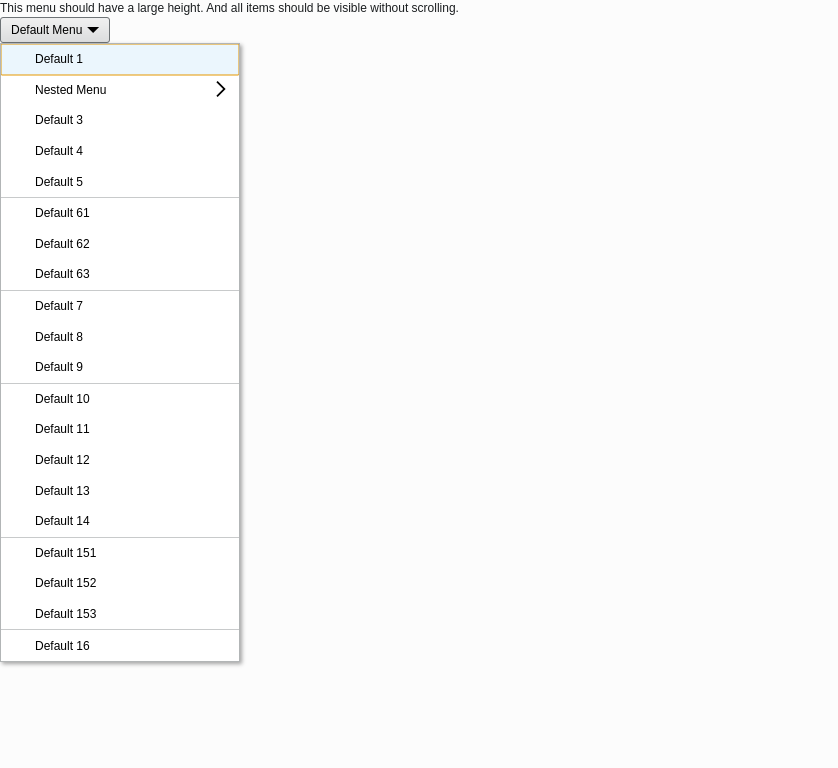 This menu should have a large height. And all items should be visible without scrolling.
Default Menu
Default 1
Nested Menu
Default 3
Default 4
Default 5
Default 61
Default 62
Default 63
Default 7
Default 8
Default 9
Default 10
Default 11
Default 12
Default 13
Default 14
Default 151
Default 152
Default 153
Default 16